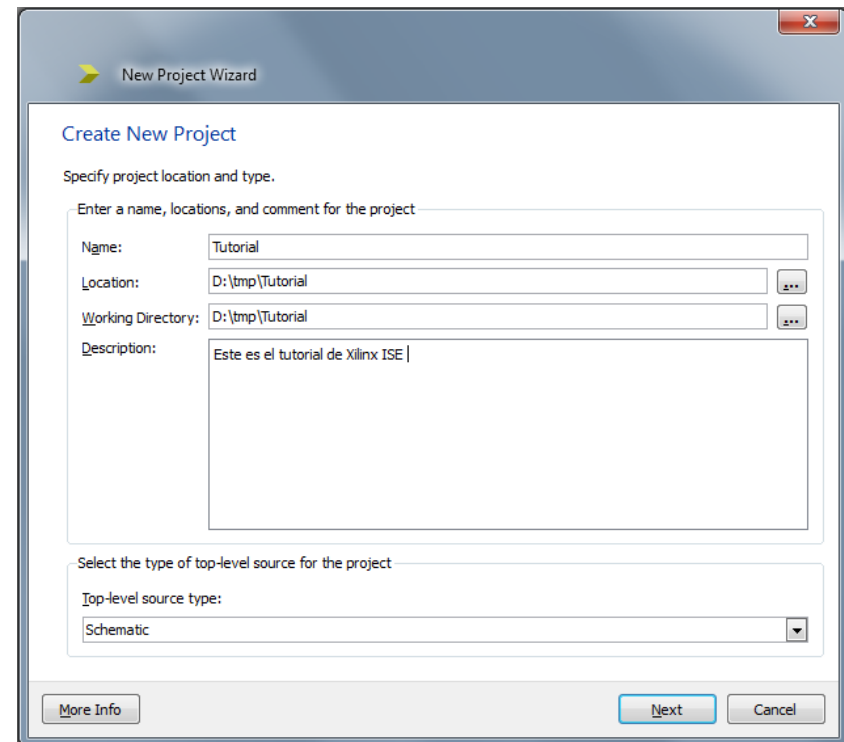 New Project Wizard
Create New Project
Specify project location and type.
Enter a name, locations, and comment for the project
Name: Tutorial
Location: D:\tmp\Tutorial ...
Working Directory: D:\tmp\Tutorial ...
Description: Este es el tutorial de Xilinx ISE
Select the type of top-level source for the project
Top-level source type:
Schematic
More Info Next Cancel